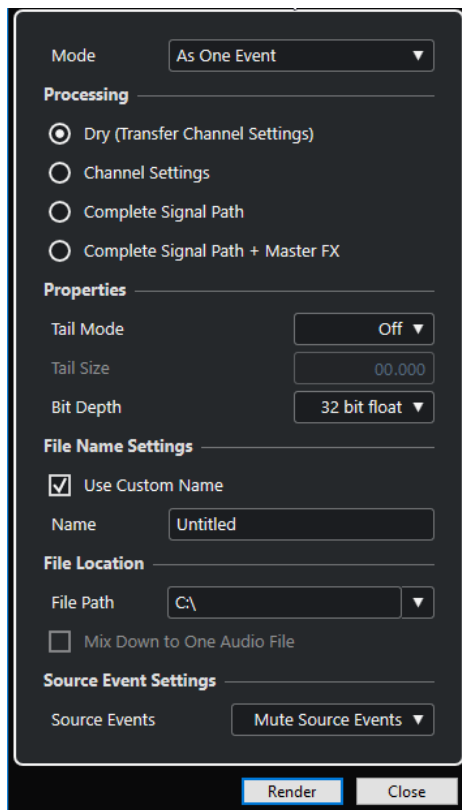 Mode As One Event
Processing
Dry (Transfer Channel Settings)
Channel Settings
Complete Signal Path
Complete Signal Path + Master FX
Properties
Tail Mode Off
Tail Size 00.000
Bit Depth 32 bit float
File Name Settings
Use Custom Name
Name Untitled
File Location
File Path C:\
Mix Down to One Audio File
Source Event Settings
Source Events Mute Source Events
Render Close